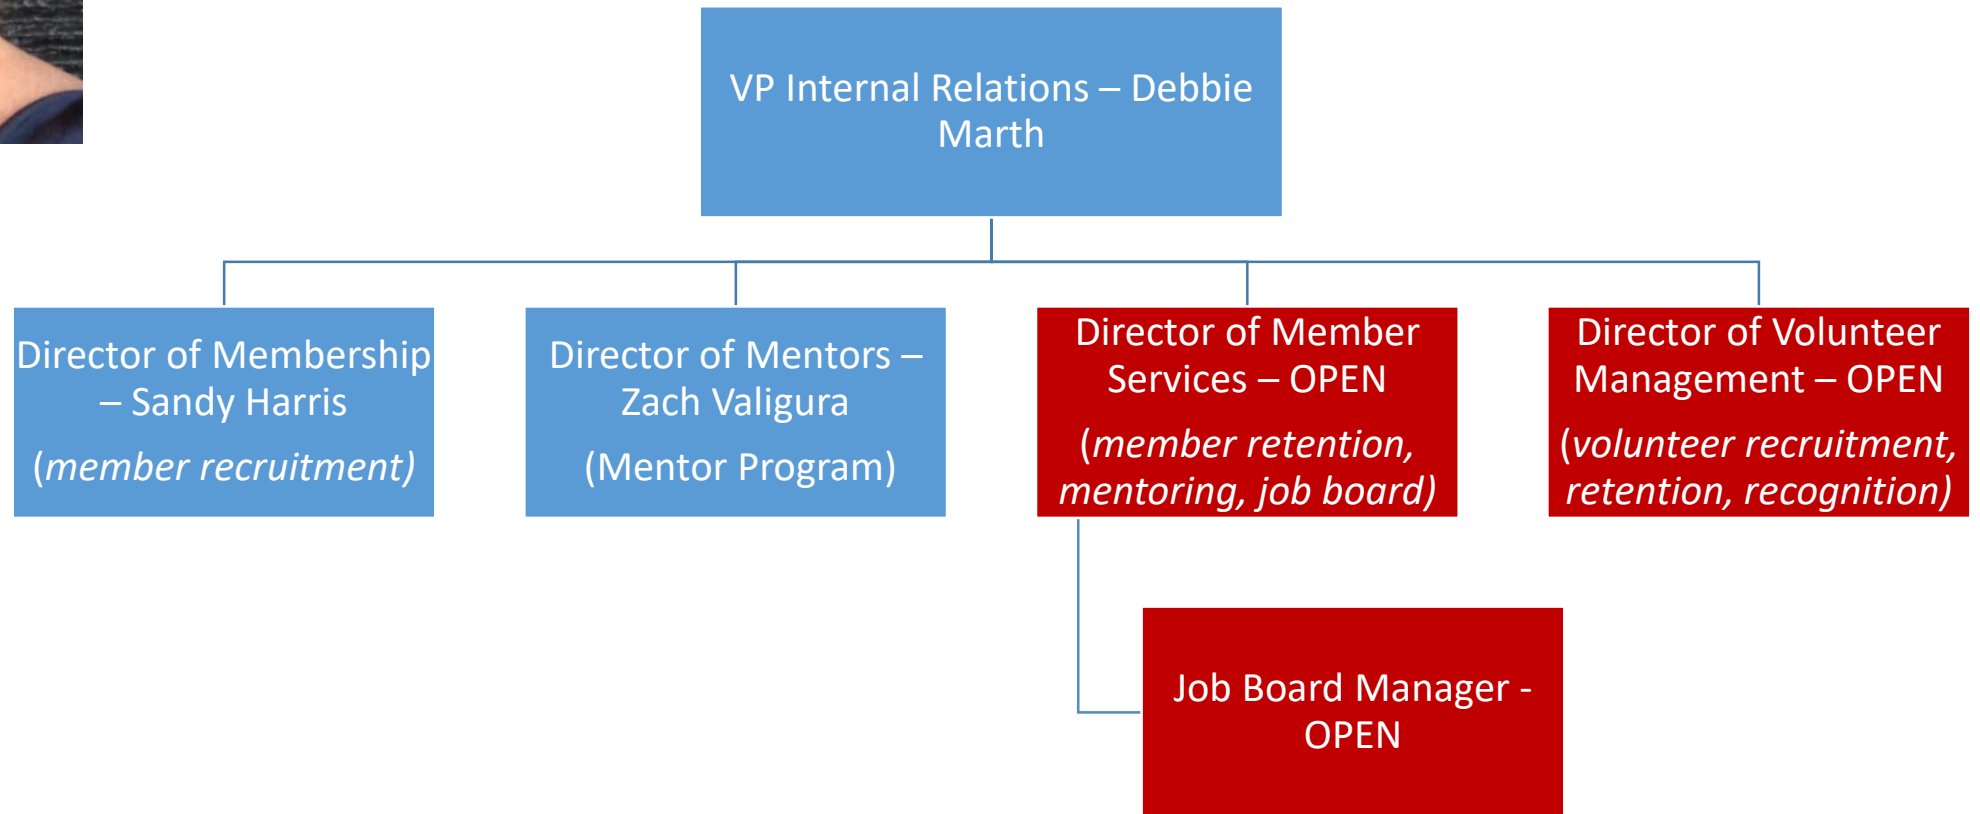 VP Internal Relations – Debbie
Marth
Director of Membership
– Sandy Harris
(member recruitment)
Director of Mentors –
Zach Valigura
(Mentor Program)
Director of Member
Services – OPEN
(member retention,
mentoring, job board)
Director of Volunteer
Management – OPEN
(volunteer recruitment,
retention, recognition)
Job Board Manager -
OPEN